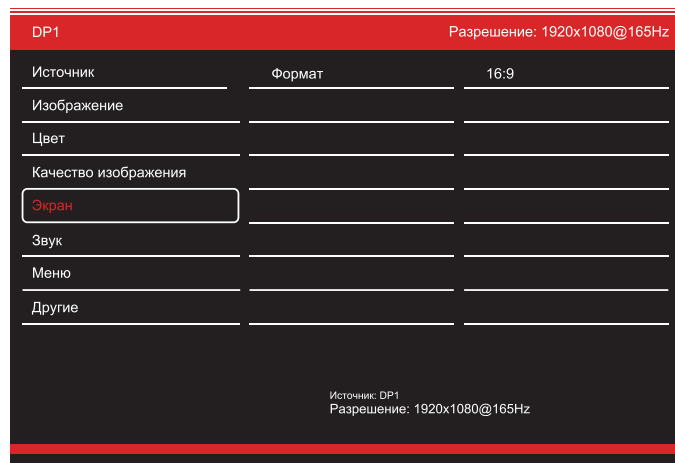 DP1 Разрешение: 1920x1080@165Hz
Источник Формат 16:9
Изображение
Цвет
Качество изображения
Экран
Звук
Меню
Другие
Источник: DP1
Разрешение: 1920x1080@165Hz